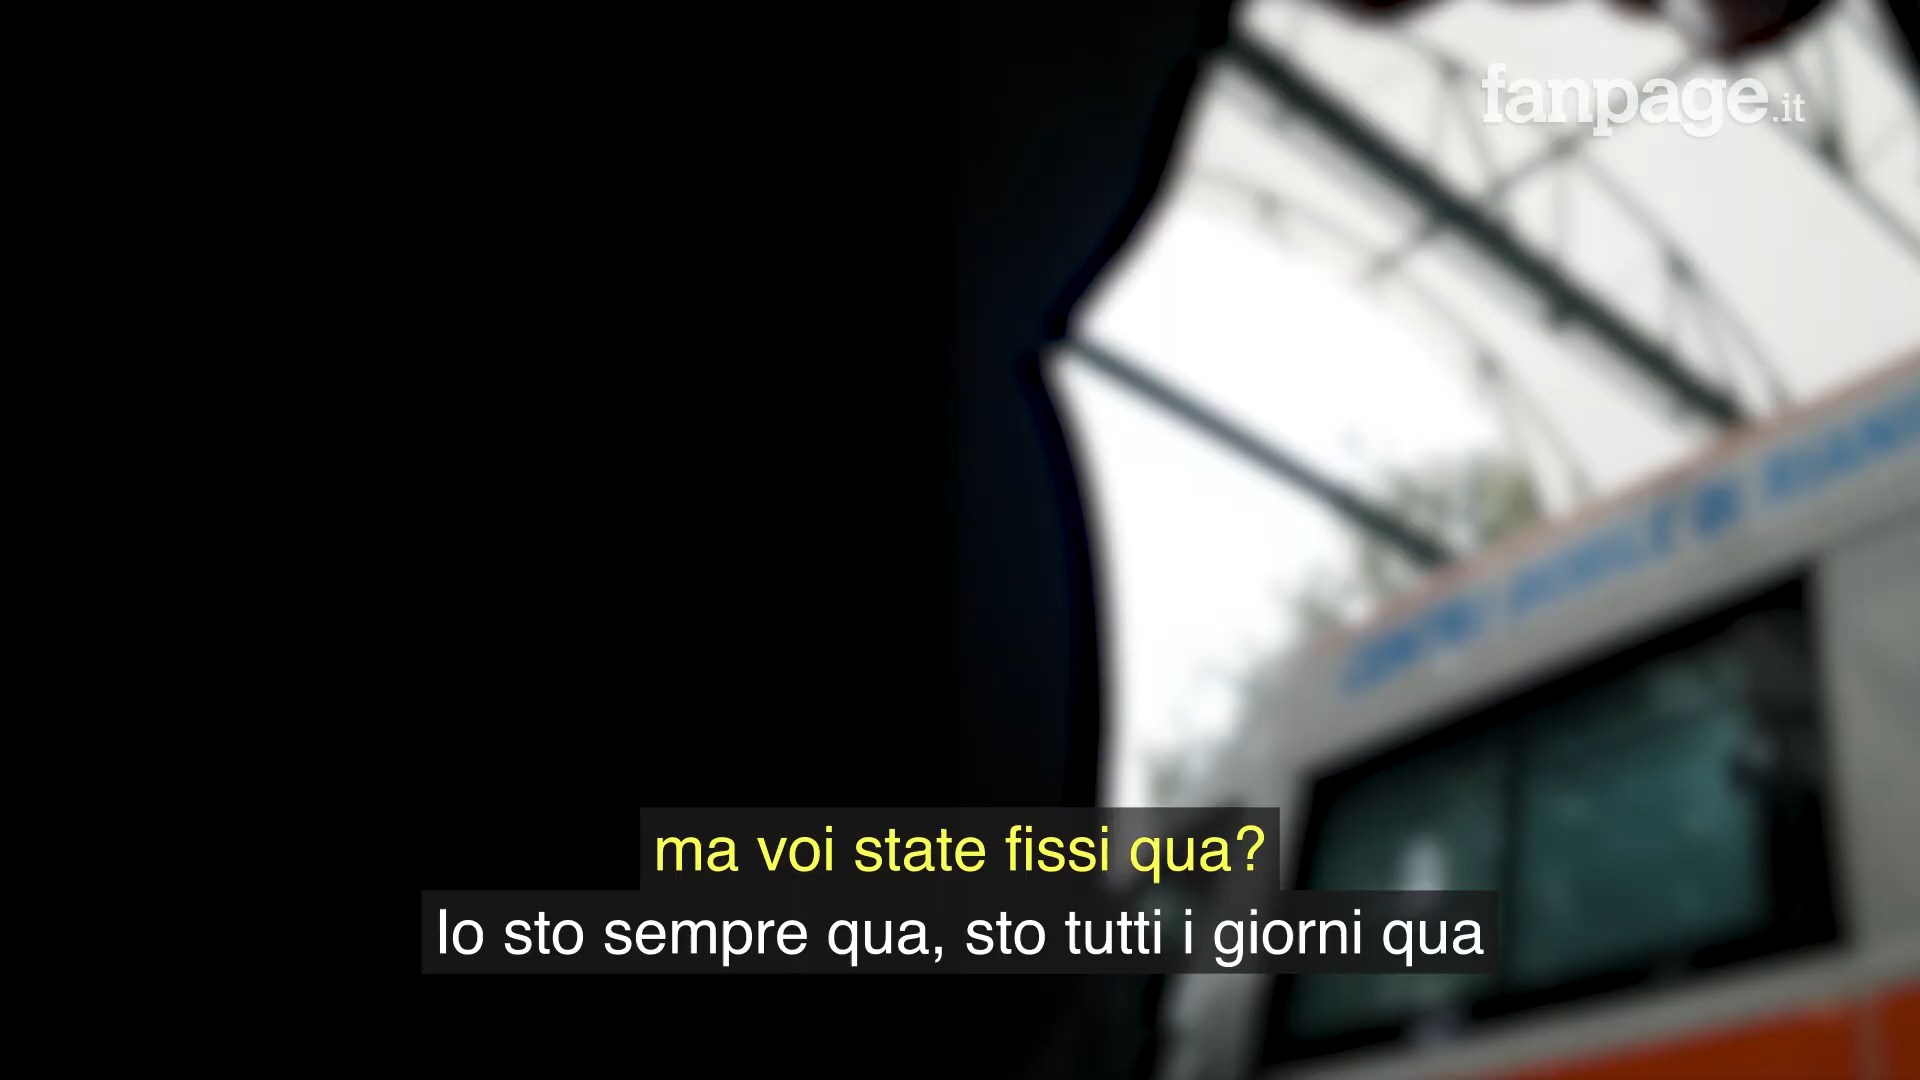 fanpage.it
ma voi state fissi qua?
Io sto sempre qua, sto tutti i giorni qua